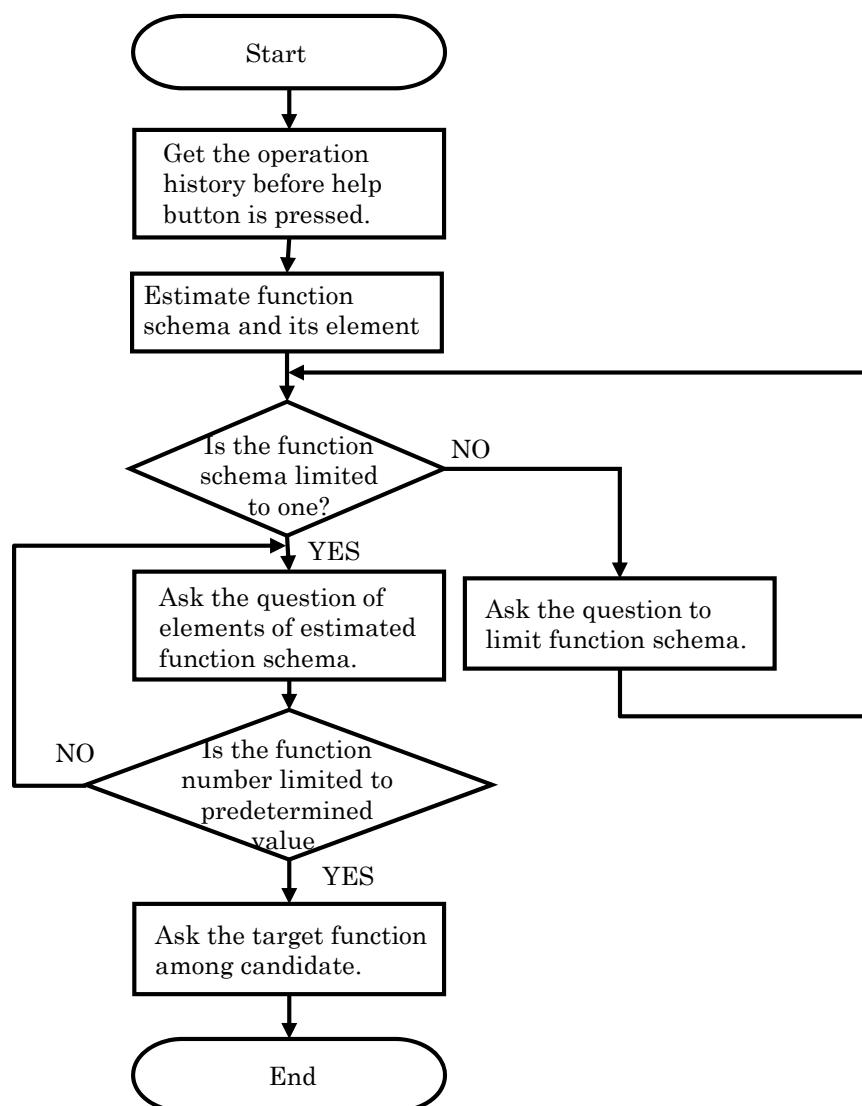 Start
Get the operation
history before help
button is pressed.
Estimate function
schema and its element
Is the function
schema limited
to one?
NO
YES
Ask the question of
elements of estimated
function schema.
Ask the question to
limit function schema.
Is the function
number limited to
predetermined
value
NO
YES
Ask the target function
among candidate.
End